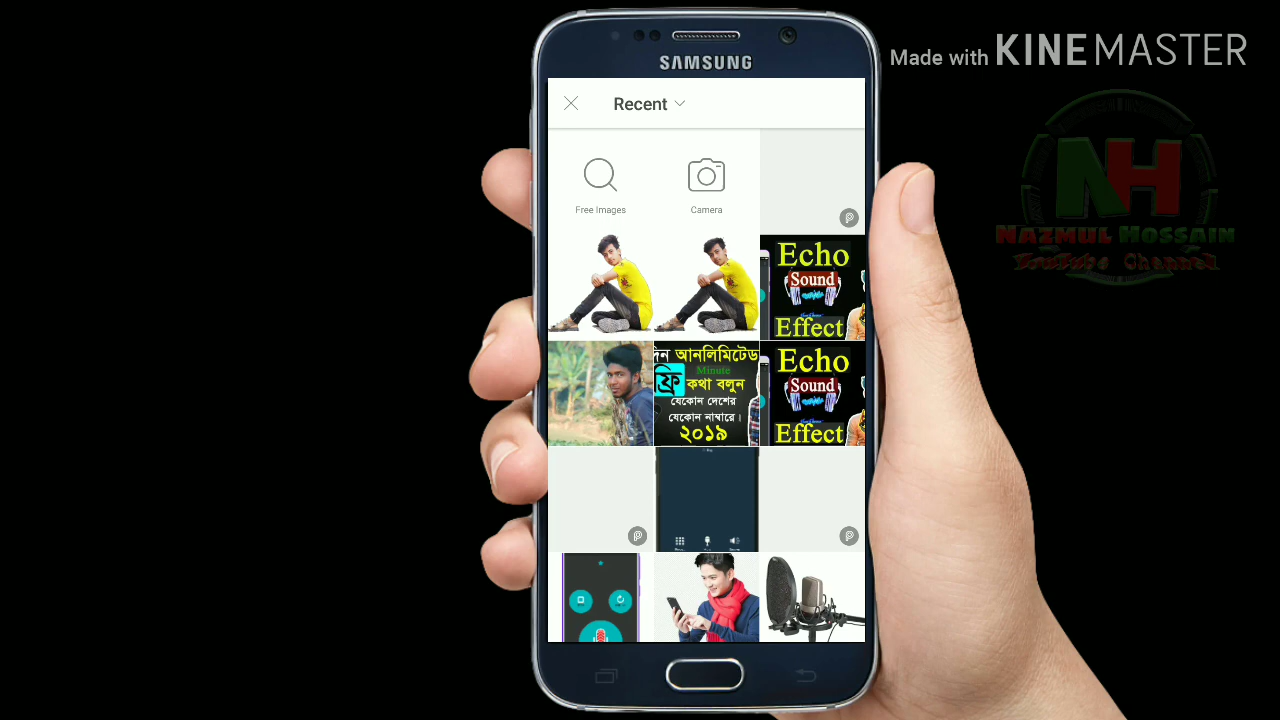 Made with KINEMASTER
SAMSUNG
Recent
NH
NAZMUL HOSSAIN
YouTube Channel
Free Images
Camera
Echo
Sound
Effect
দিন আনলিমিটেড
Minute
ফ্রি কথা বলুন
যেকোন দেশের
যেকোন নাম্বারে।
২০১৯
Echo
Sound
Effect